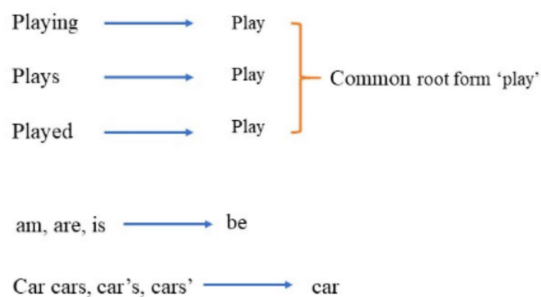 Playing Play
Plays Play Common root form ‘play’
Played Play
am, are, is be
Car cars, car’s, cars’ car